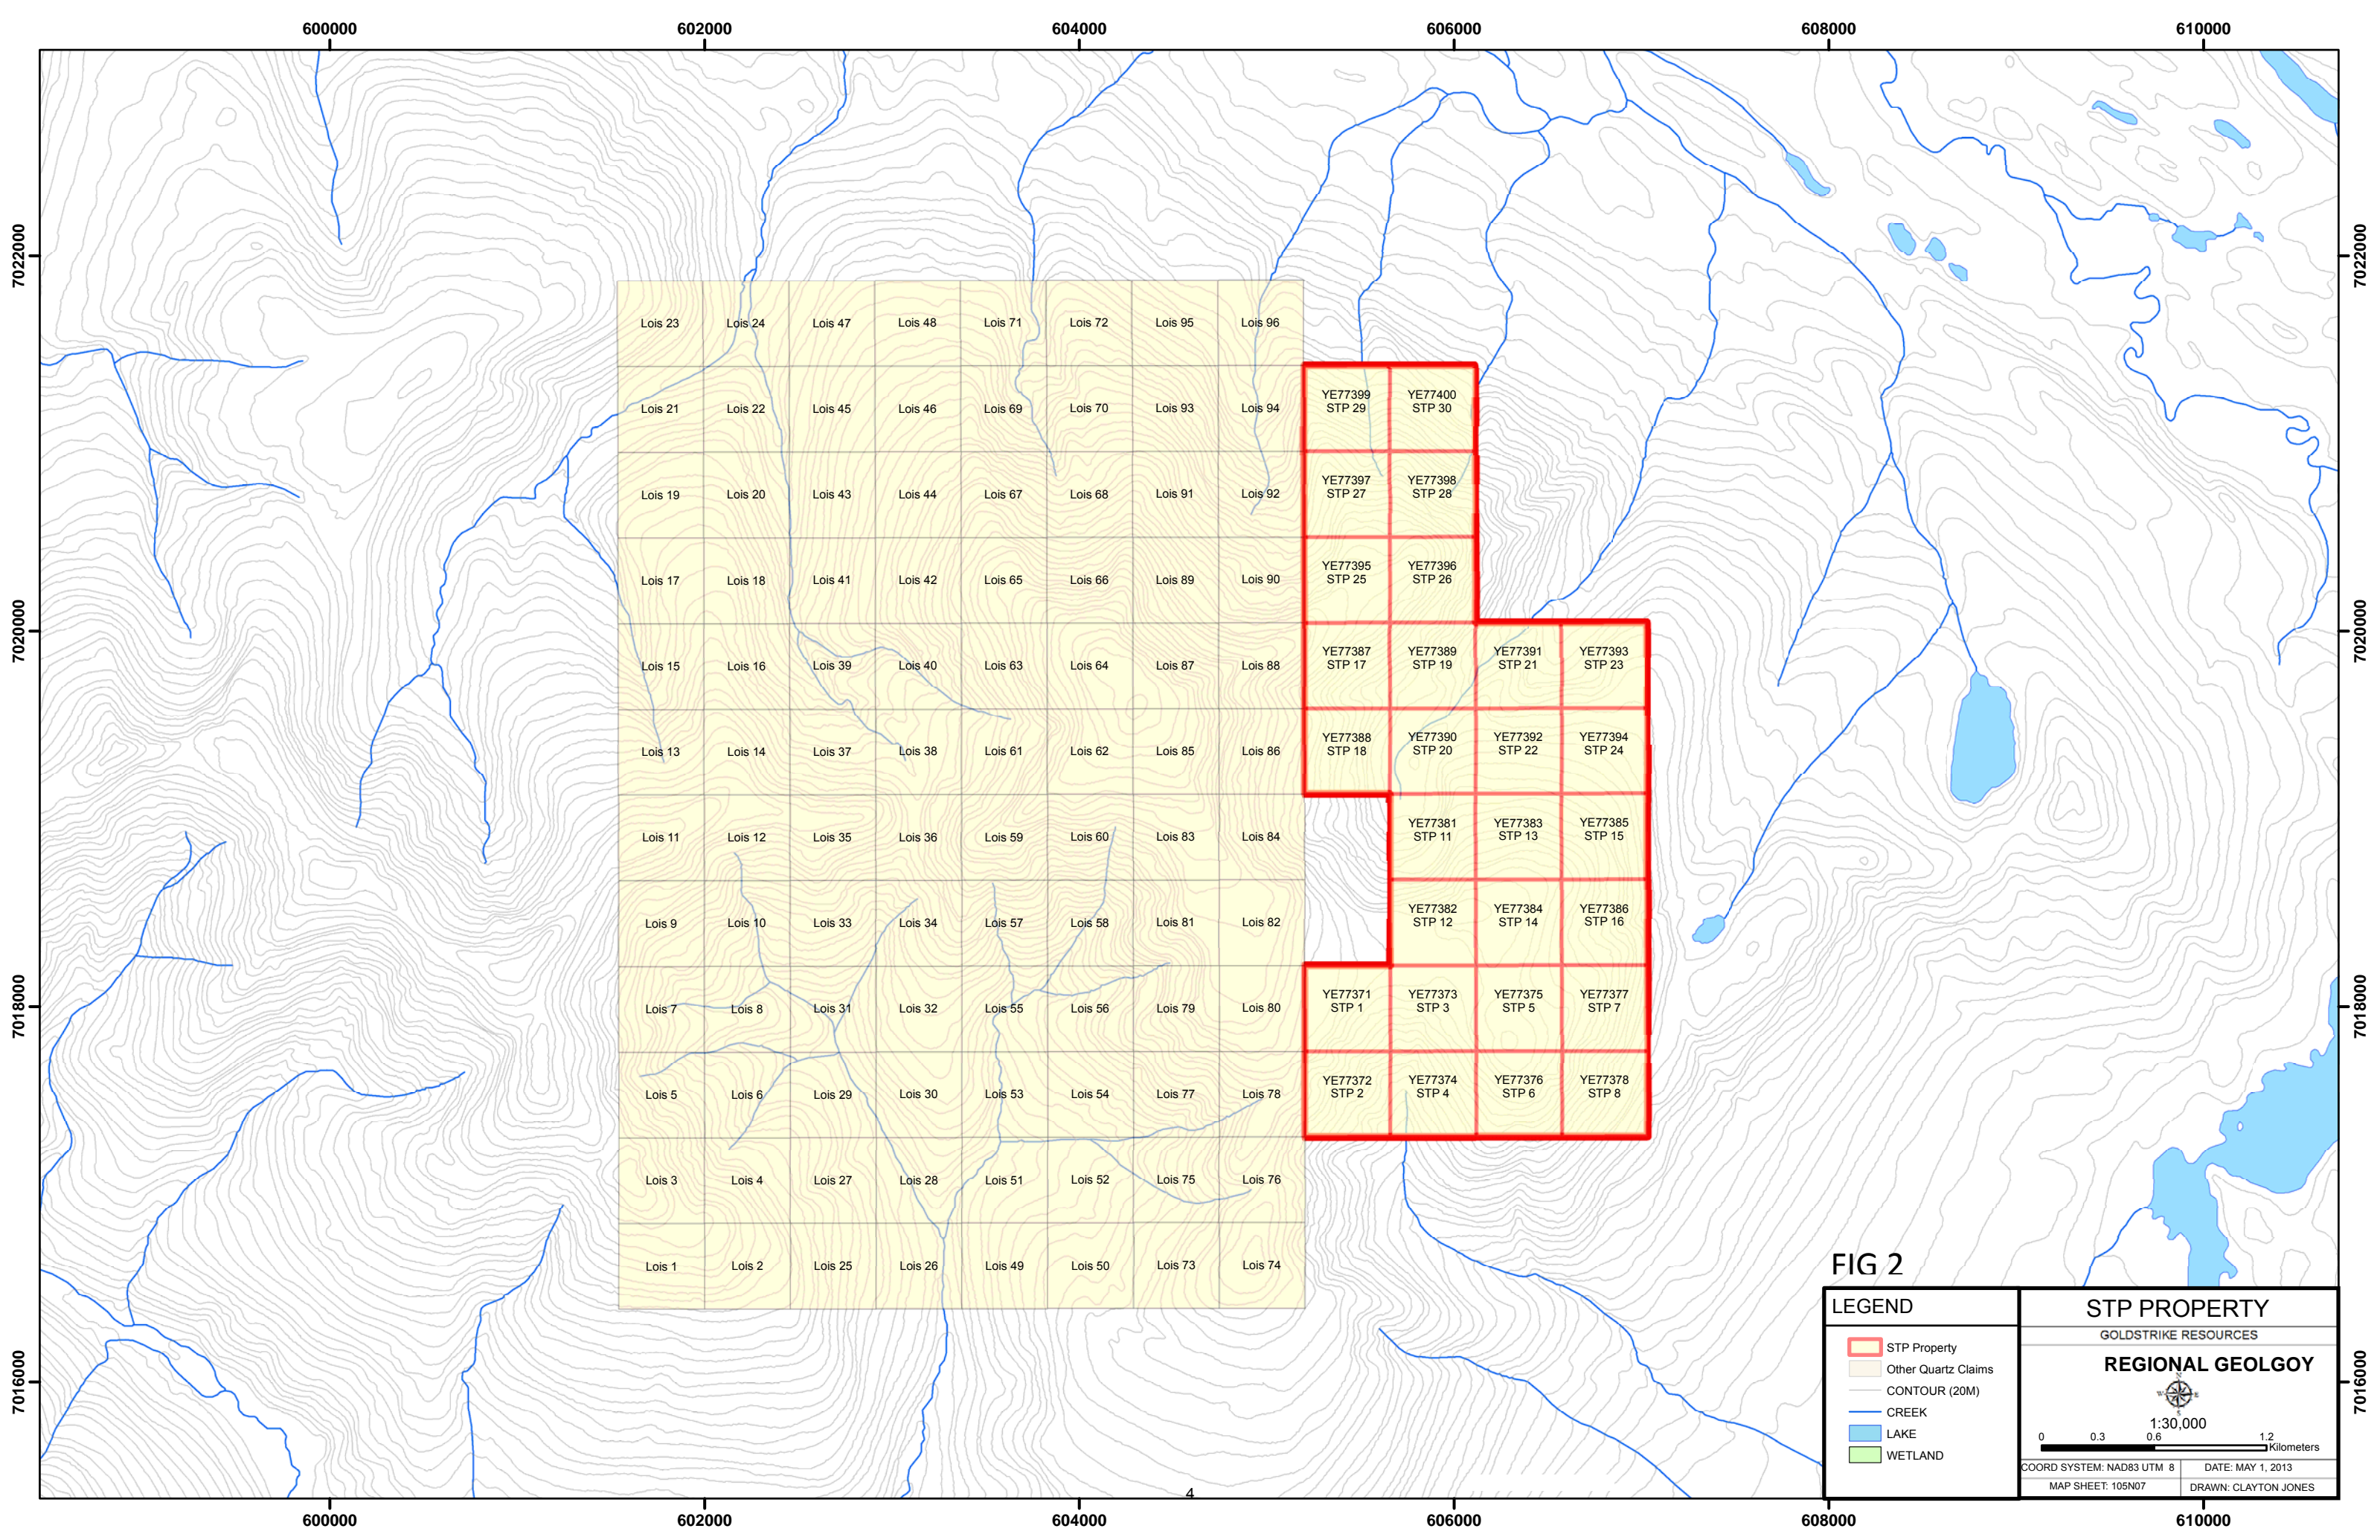 600000 602000 604000 606000 608000 610000
7022000 7022000
Lois 23 Lois 24 Lois 47 Lois 48 Lois 71 Lois 72 Lois 95 Lois 96
YE77399 YE77400
STP 29 STP 30
Lois 21 Lois 22 Lois 45 Lois 46 Lois 69 Lois 70 Lois 93 Lois 94
YE77397 YE77398
STP 27 STP 28
Lois 19 Lois 20 Lois 43 Lois 44 Lois 67 Lois 68 Lois 91 Lois 92
YE77395 YE77396
STP 25 STP 26
Lois 17 Lois 18 Lois 41 Lois 42 Lois 65 Lois 66 Lois 89 Lois 90
7020000 7020000
YE77387 YE77389 YE77391 YE77393
STP 17 STP 19 STP 21 STP 23
Lois 15 Lois 16 Lois 39 Lois 40 Lois 63 Lois 64 Lois 87 Lois 88
YE77388 YE77390 YE77392 YE77394
STP 18 STP 20 STP 22 STP 24
Lois 13 Lois 14 Lois 37 Lois 38 Lois 61 Lois 62 Lois 85 Lois 86
YE77381 YE77383 YE77385
STP 11 STP 13 STP 15
Lois 11 Lois 12 Lois 35 Lois 36 Lois 59 Lois 60 Lois 83 Lois 84
YE77382 YE77384 YE77386
STP 12 STP 14 STP 16
Lois 9 Lois 10 Lois 33 Lois 34 Lois 57 Lois 58 Lois 81 Lois 82
7018000 7018000
YE77371 YE77373 YE77375 YE77377
STP 1 STP 3 STP 5 STP 7
Lois 7 Lois 8 Lois 31 Lois 32 Lois 55 Lois 56 Lois 79 Lois 80
YE77372 YE77374 YE77376 YE77378
STP 2 STP 4 STP 6 STP 8
Lois 5 Lois 6 Lois 29 Lois 30 Lois 53 Lois 54 Lois 77 Lois 78
Lois 3 Lois 4 Lois 27 Lois 28 Lois 51 Lois 52 Lois 75 Lois 76
Lois 1 Lois 2 Lois 25 Lois 26 Lois 49 Lois 50 Lois 73 Lois 74
7016000 7016000
FIG 2
LEGEND
STP Property
Other Quartz Claims
CONTOUR (20M)
CREEK
LAKE
WETLAND
STP PROPERTY
GOLDSTRIKE RESOURCES
REGIONAL GEOLGOY
N
W E
S
1:30,000
0 0.3 0.6 1.2
Kilometers
COORD SYSTEM: NAD83 UTM 8 DATE: MAY 1, 2013
MAP SHEET: 105N07 DRAWN: CLAYTON JONES
4
600000 602000 604000 606000 608000 610000